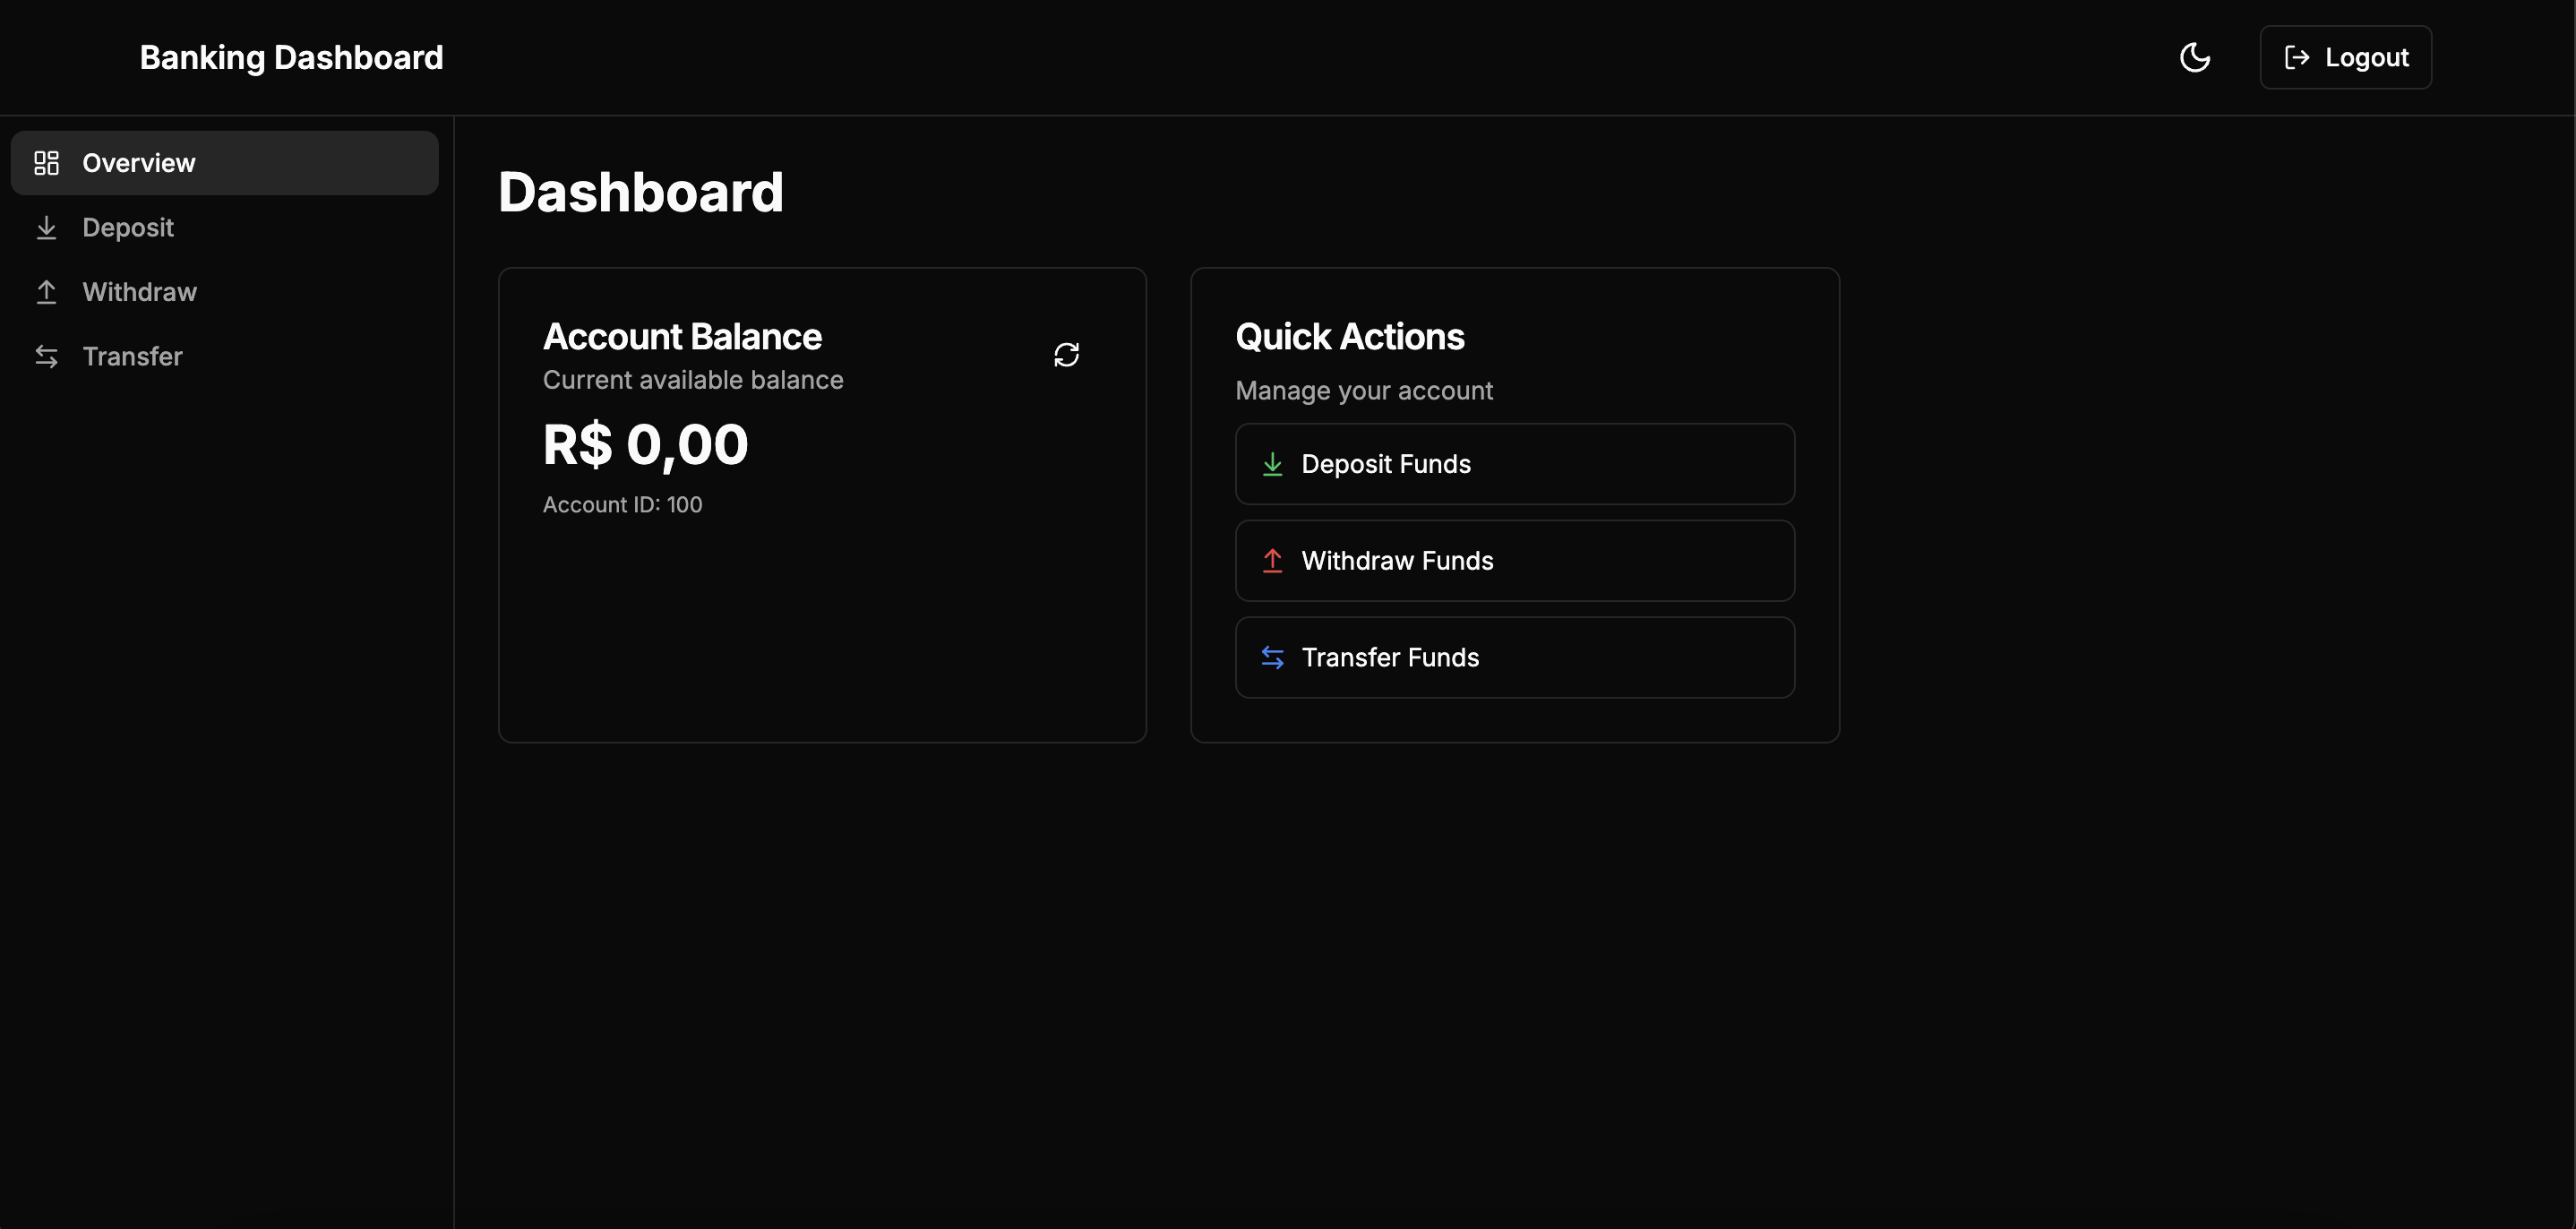 Banking Dashboard
Logout
Overview
Deposit
Withdraw
Transfer
Dashboard
Account Balance
Current available balance
R$ 0,00
Account ID: 100
Quick Actions
Manage your account
Deposit Funds
Withdraw Funds
Transfer Funds